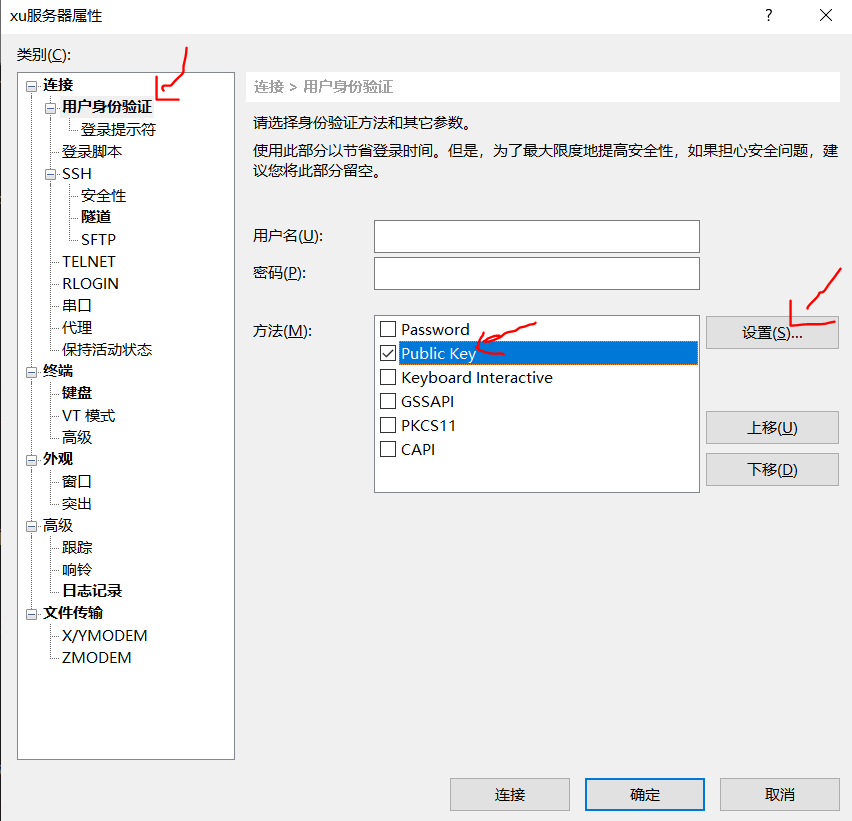 xu服务器属性
?
类别(C):
连接
用户身份验证
登录提示符
登录脚本
SSH
安全性
隧道
SFTP
TELNET
RLOGIN
串口
代理
保持活动状态
终端
键盘
VT 模式
高级
外观
窗口
突出
高级
跟踪
响铃
日志记录
文件传输
X/YMODEM
ZMODEM
连接 > 用户身份验证
请选择身份验证方法和其它参数。
使用此部分以节省登录时间。但是，为了最大限度地提高安全性，如果担心安全问题，建
议您将此部分留空。
用户名(U):
密码(P):
方法(M):
Password
Public Key
Keyboard Interactive
GSSAPI
PKCS11
CAPI
设置(S)...
上移(U)
下移(D)
连接
确定
取消